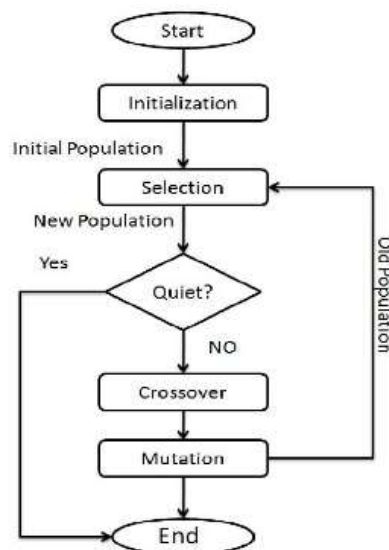 Start
Initialization
Initial Population
Selection
New Population
Yes
Quiet?
Old Population
NO
Crossover
Mutation
End